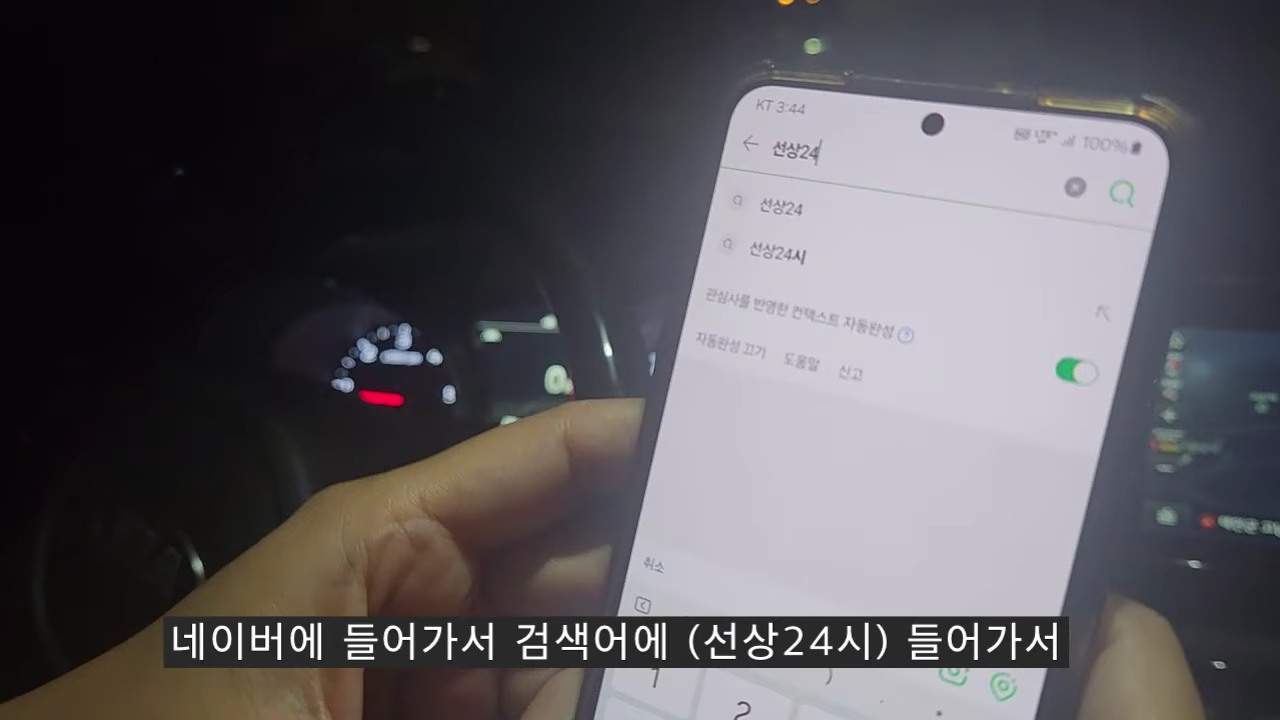 KT 3:44
100%
선상24
선상24
선상24시
관심사를 반영한 컨텍스트 자동완성
자동완성 끄기 도움말 신고
취소
네이버에 들어가서 검색어에 (선상24시) 들어가서
1
2